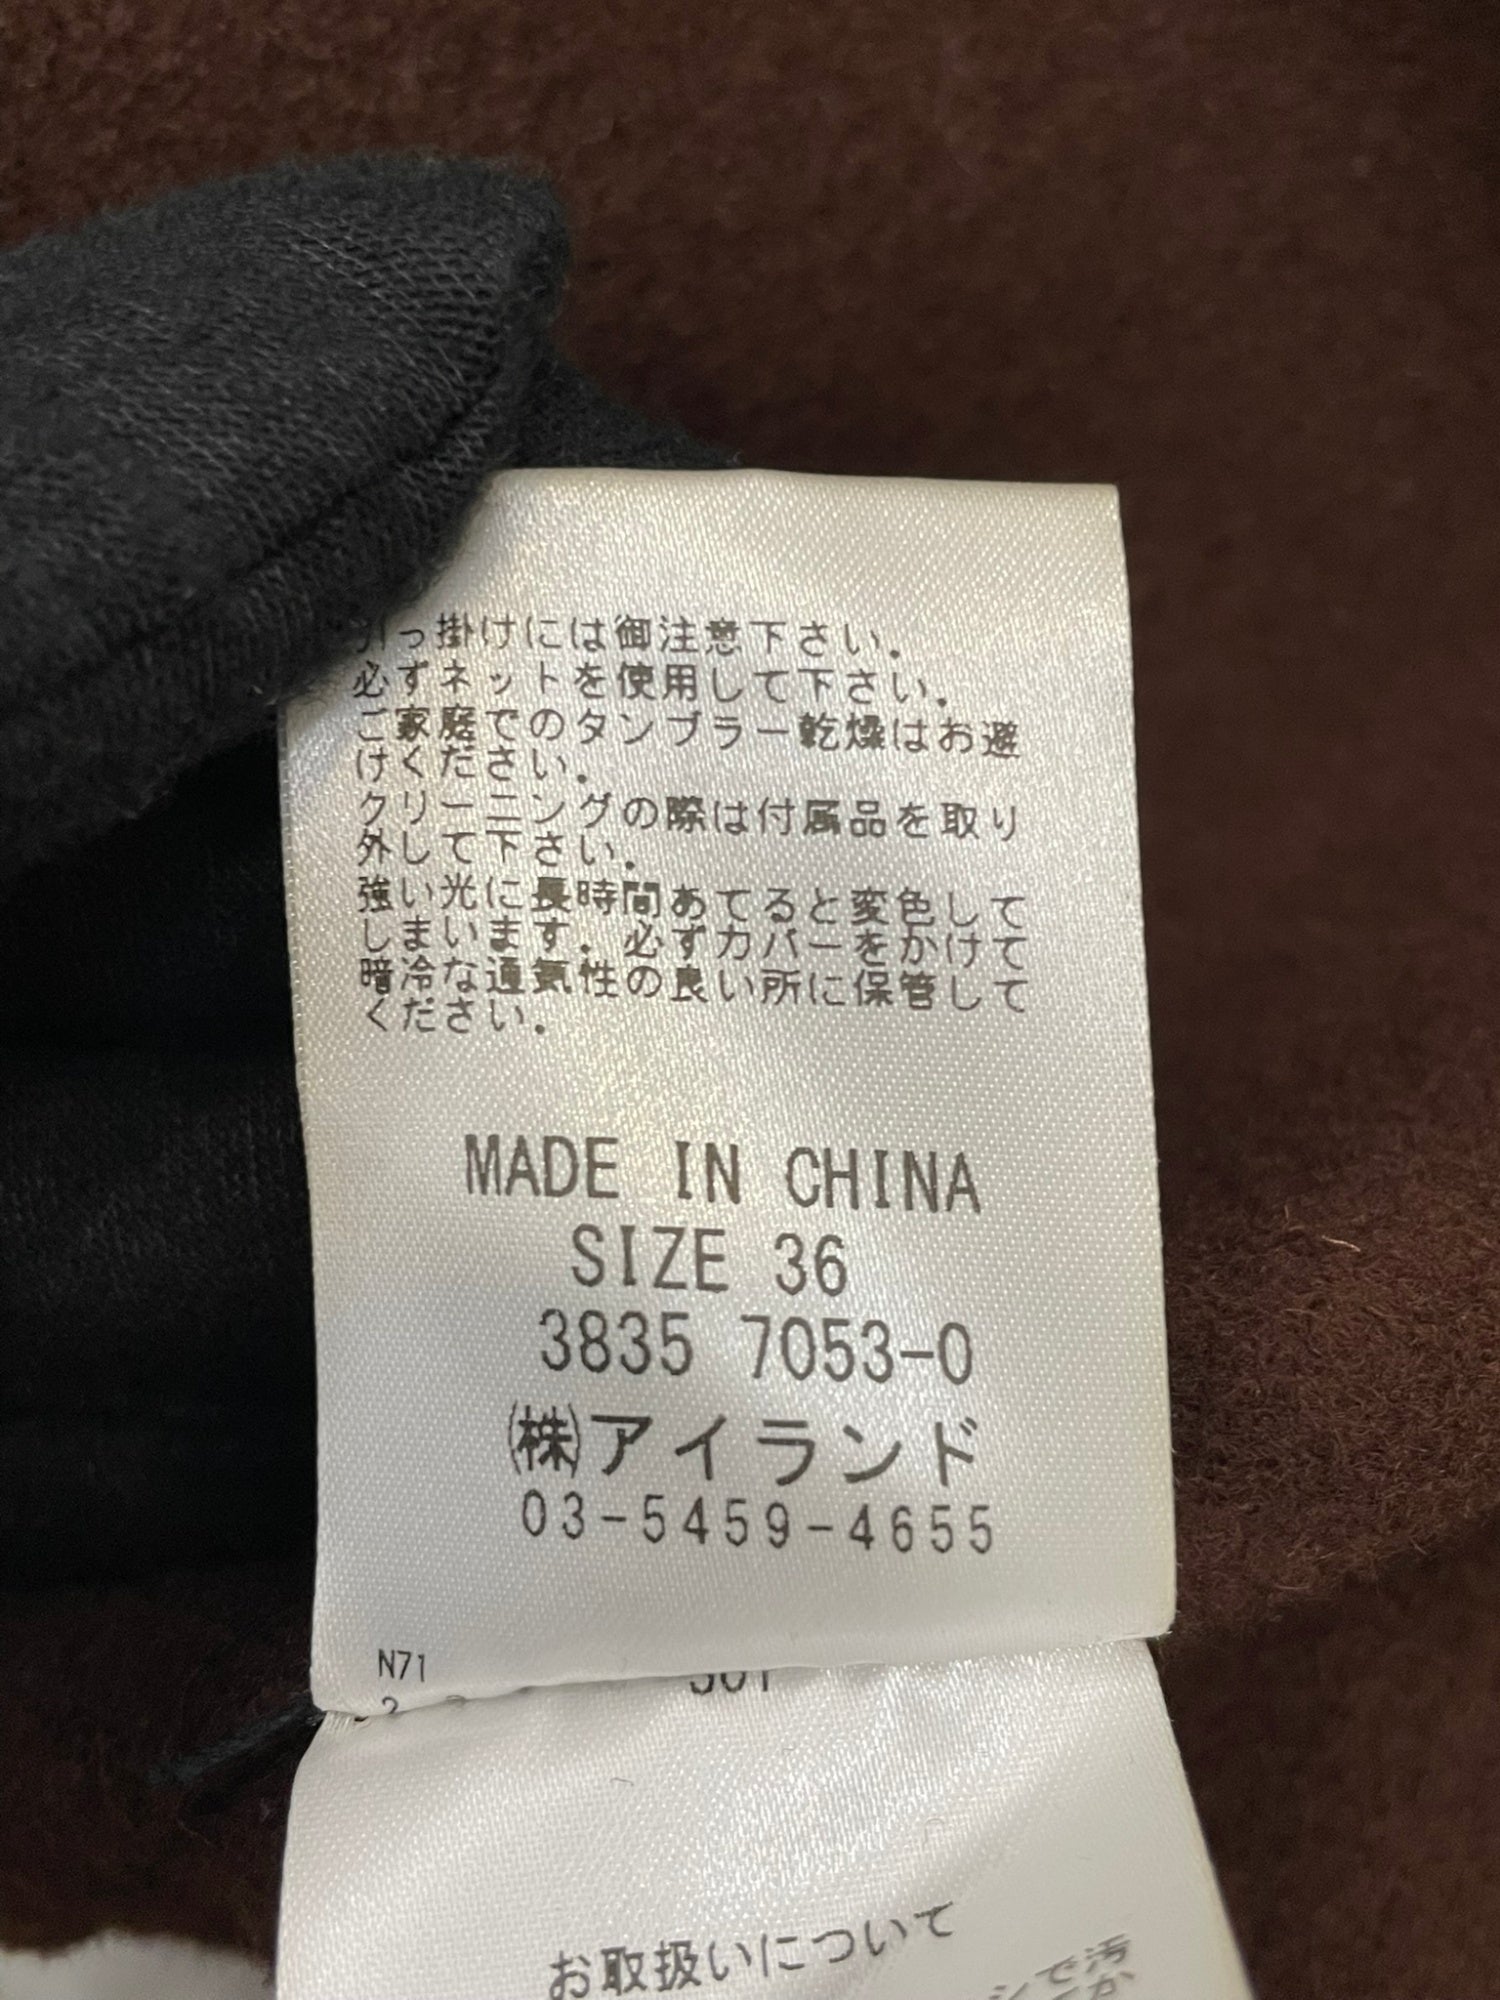 引っ掛けには御注意下さい．
必ずネットを使用して下さい．
ご家庭でのタンブラー乾燥はお避
けください．
クリーニングの際は付属品を取り
外して下さい．
強い光に長時間あてると変色して
しまいます．必ずカバーをかけて
暗冷な通気性の良い所に保管して
ください．
MADE IN CHINA
SIZE 36
3835 7053-0
㈱アイランド
03-5459-4655
N71
お取扱いについて
で汚